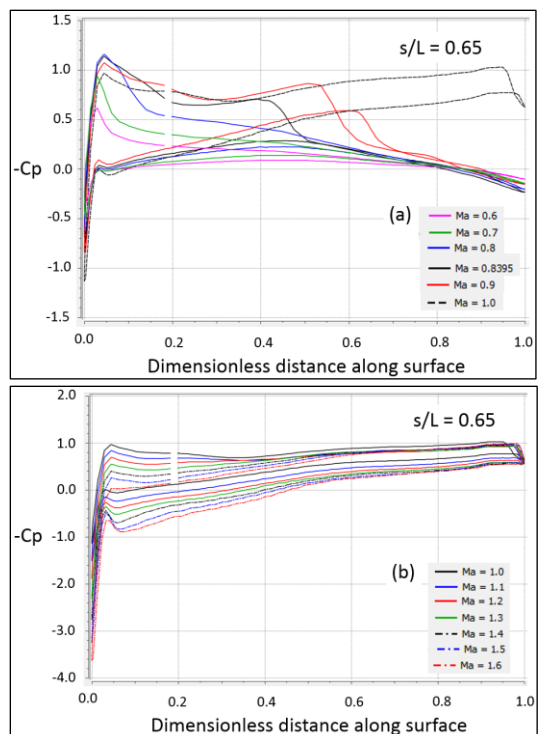 1.5
s/L = 0.65
1.0
0.5
-Cp
0.0
(a)
Ma = 0.6
-0.5
Ma = 0.7
Ma = 0.8
-1.0
Ma = 0.8395
Ma = 0.9
Ma = 1.0
-1.5
0.0 0.2 0.4 0.6 0.8 1.0
Dimensionless distance along surface
2.0
s/L = 0.65
1.0
0.0
-Cp
-1.0
(b)
Ma = 1.0
Ma = 1.1
-2.0
Ma = 1.2
Ma = 1.3
-3.0
Ma = 1.4
Ma = 1.5
Ma = 1.6
-4.0
0.0 0.2 0.4 0.6 0.8 1.0
Dimensionless distance along surface